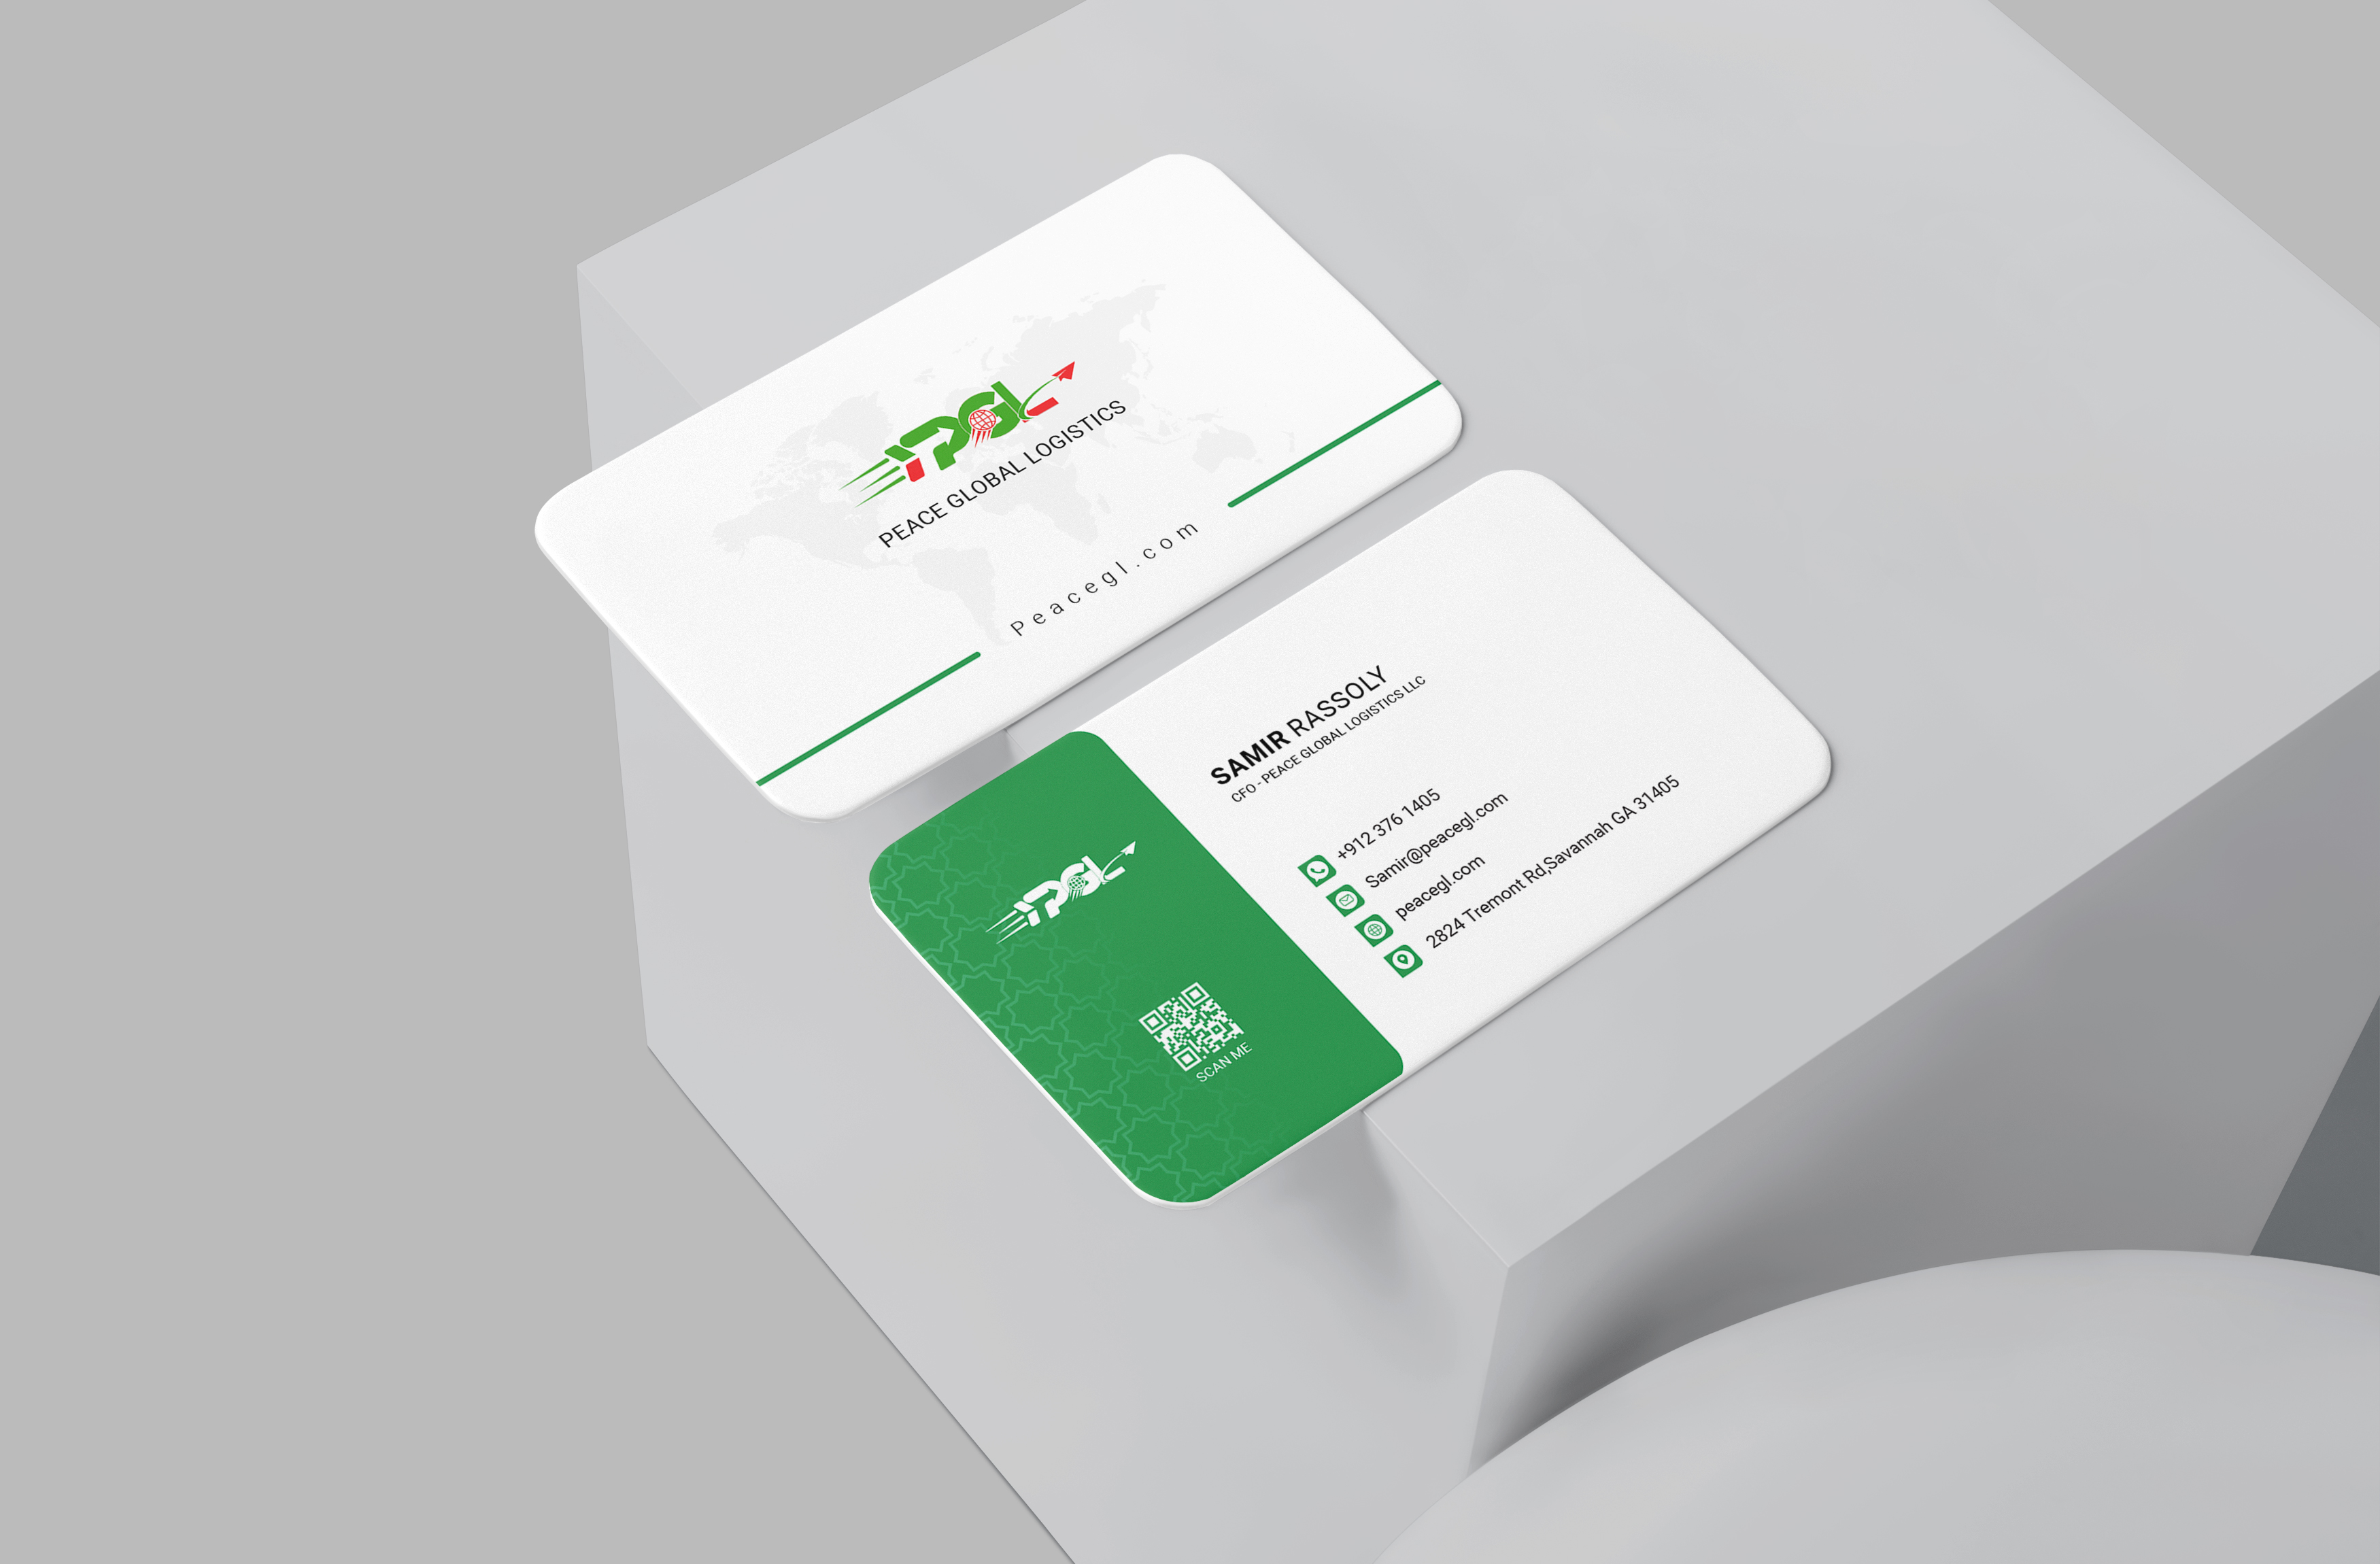 PGL
PEACE GLOBAL LOGISTICS
Peacegl.com
PGL
SCAN ME
SAMIR RASSOLY
CFO - PEACE GLOBAL LOGISTICS LLC
+912 376 1405
Samir@peacegl.com
peacegl.com
2824 Tremont Rd,Savannah GA 31405